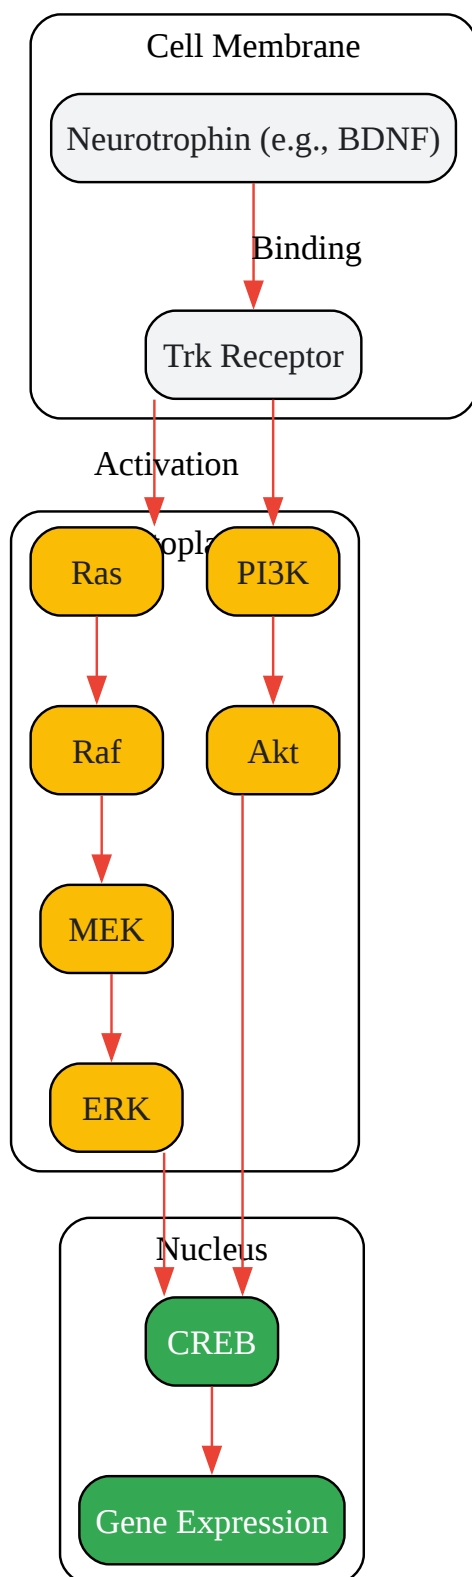 Cell Membrane
Neurotrophin (e.g., BDNF)
Binding
Trk Receptor
Activation
Ras
PI3K
Raf
Akt
MEK
ERK
Nucleus
CREB
Gene Expression